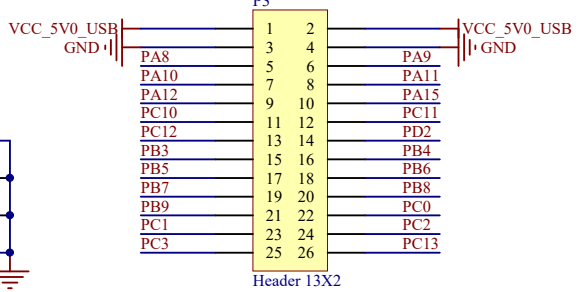 P3
VCC_5V0_USB 1 2 VCC_5V0_USB
GND 3 4 GND
PA8 5 6 PA9
PA10 7 8 PA11
PA12 9 10 PA15
PC10 11 12 PC11
PC12 13 14 PD2
PB3 15 16 PB4
PB5 17 18 PB6
PB7 19 20 PB8
PB9 21 22 PC0
PC1 23 24 PC2
PC3 25 26 PC13
Header 13X2